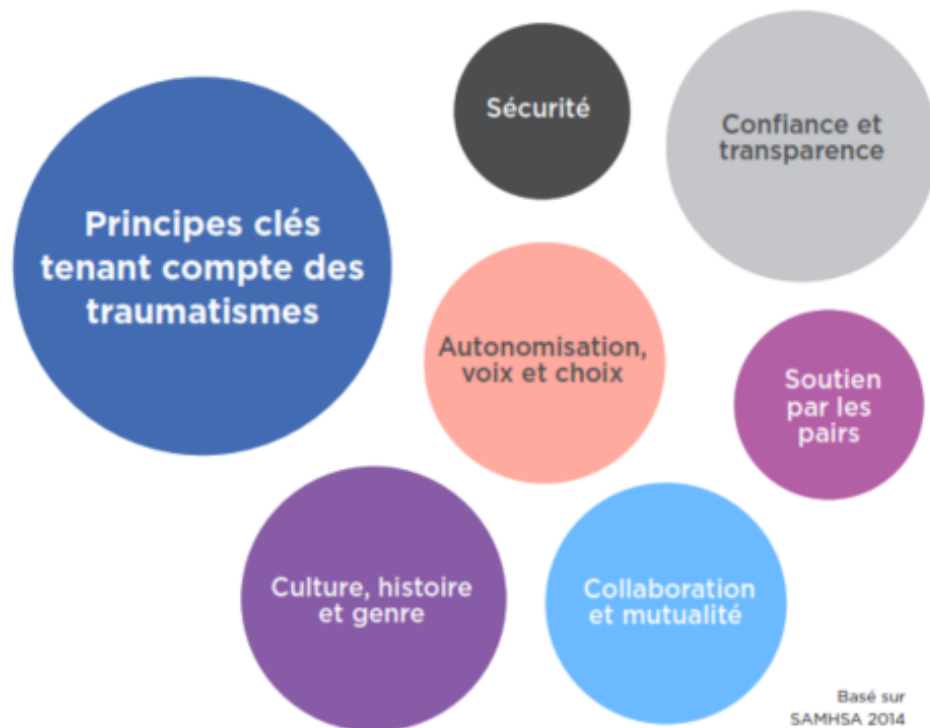 Principes clés
tenant compte des
traumatismes
Sécurité
Confiance et
transparence
Autonomisation,
voix et choix
Soutien
par les
pairs
Culture, histoire
et genre
Collaboration
et mutualité
Basé sur
SAMHSA 2014